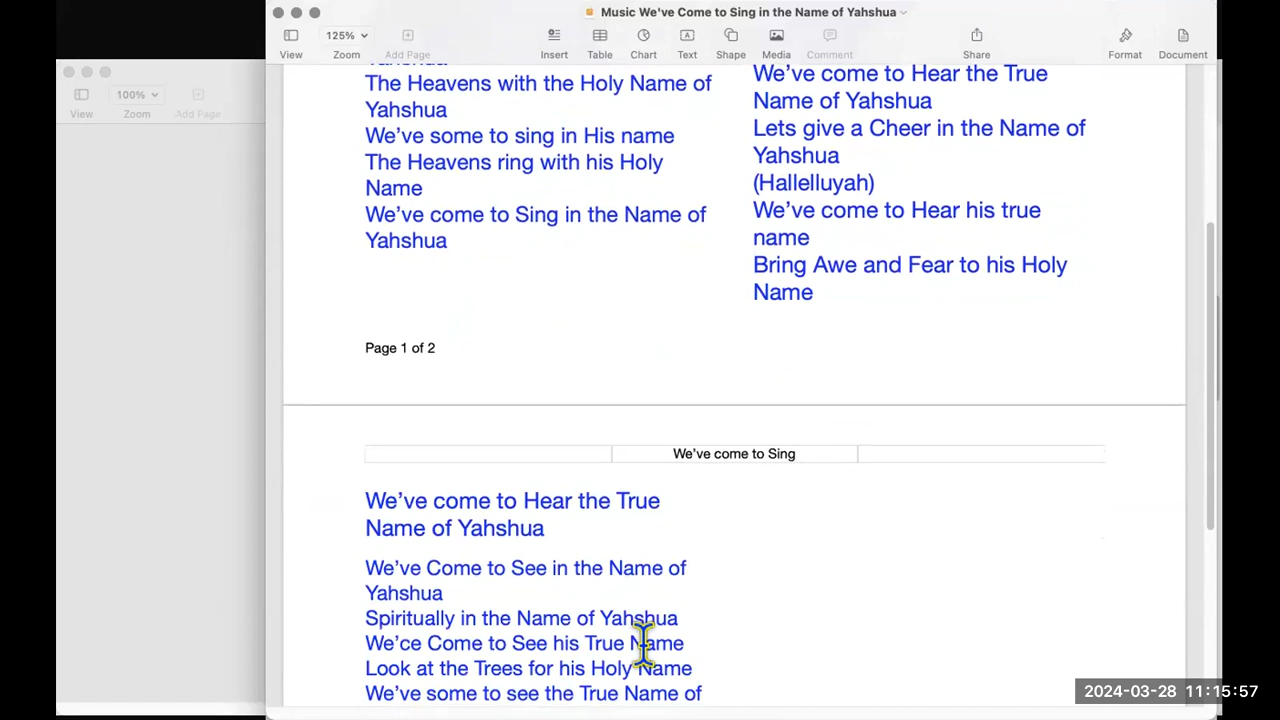 Music We've Come to Sing in the Name of Yahshua
125%
View
Zoom
Add Page
Insert
Table
Chart
Text
Shape
Media
Comment
Share
Format
Document
100%
View
Zoom
Add Page
The Heavens with the Holy Name of
Yahshua
We've some to sing in His name
The Heavens ring with his Holy
Name
We've come to Sing in the Name of
Yahshua
We've come to Hear the True
Name of Yahshua
Lets give a Cheer in the Name of
Yahshua
(Hallelluyah)
We've come to Hear his true
name
Bring Awe and Fear to his Holy
Name
Page 1 of 2
We've come to Sing
We've come to Hear the True
Name of Yahshua
We've Come to See in the Name of
Yahshua
Spiritually in the Name of Yahshua
We'ce Come to See his True Name
Look at the Trees for his Holy Name
We've some to see the True Name of
2024-03-28 11:15:57